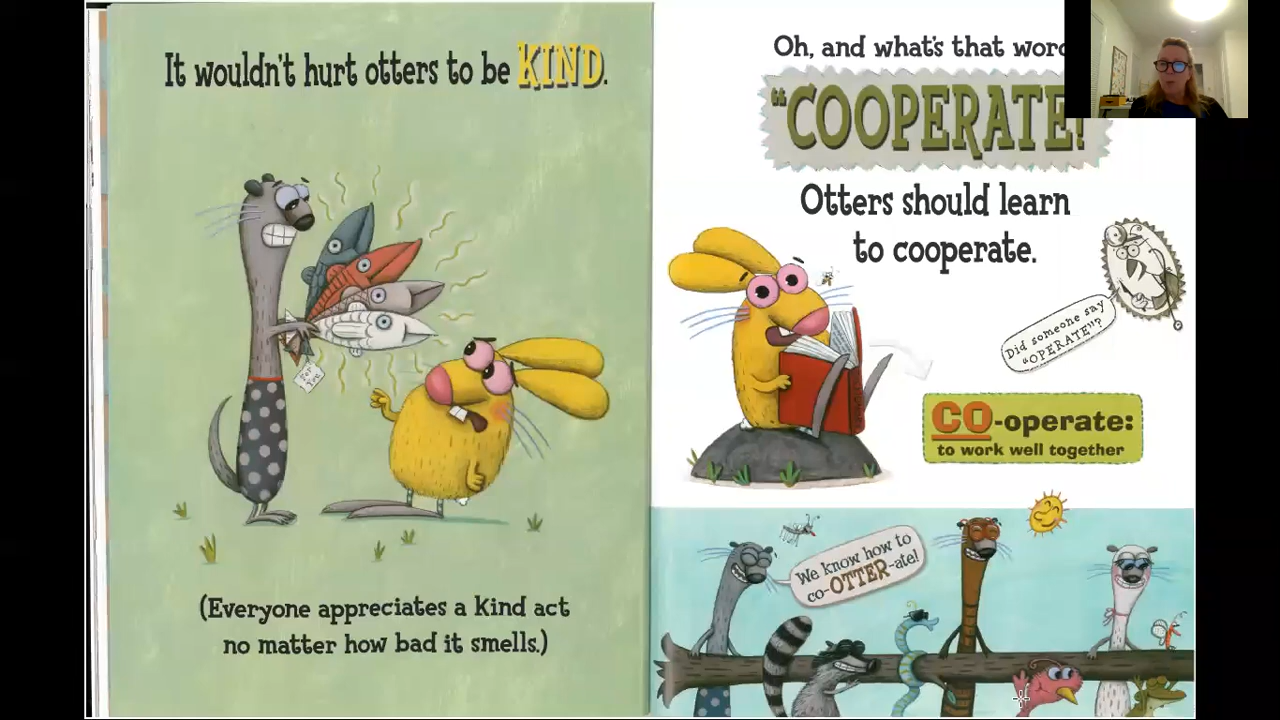 It wouldn't hurt otters to be KIND.
For
You
(Everyone appreciates a kind act
no matter how bad it smells.)
Oh, and what's that word
"COOPERATE!
Otters should learn
to cooperate.
Did someone say
"OPERATE"?
CO-operate:
to work well together
We know how to
co-OTTER-ate!